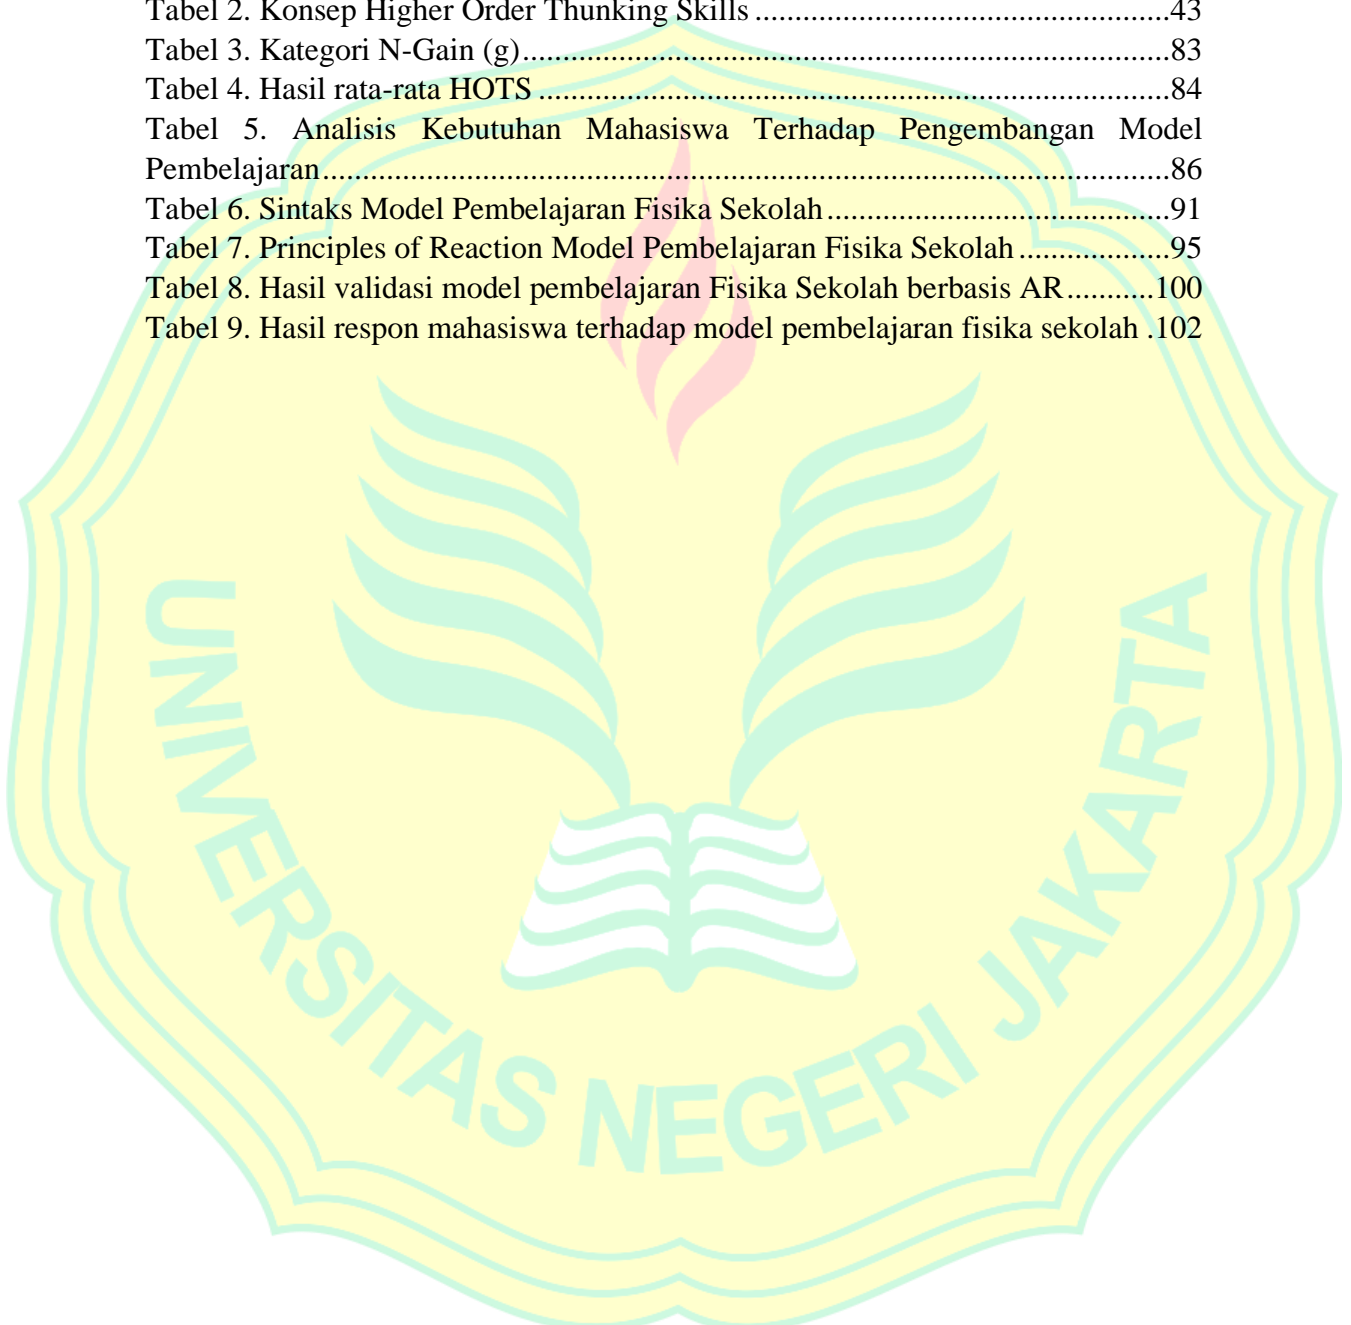 Tabel 2. Konsep Higher Order Thunking Skills ............................................43
Tabel 3. Kategori N-Gain (g)............................................83
Tabel 4. Hasil rata-rata HOTS ............................................84
Tabel 5. Analisis Kebutuhan Mahasiswa Terhadap Pengembangan Model
Pembelajaran............................................86
Tabel 6. Sintaks Model Pembelajaran Fisika Sekolah ....................................91
Tabel 7. Principles of Reaction Model Pembelajaran Fisika Sekolah ..................95
Tabel 8. Hasil validasi model pembelajaran Fisika Sekolah berbasis AR...........100
Tabel 9. Hasil respon mahasiswa terhadap model pembelajaran fisika sekolah .102
UNIVERSITAS NEGERI JAKARTA